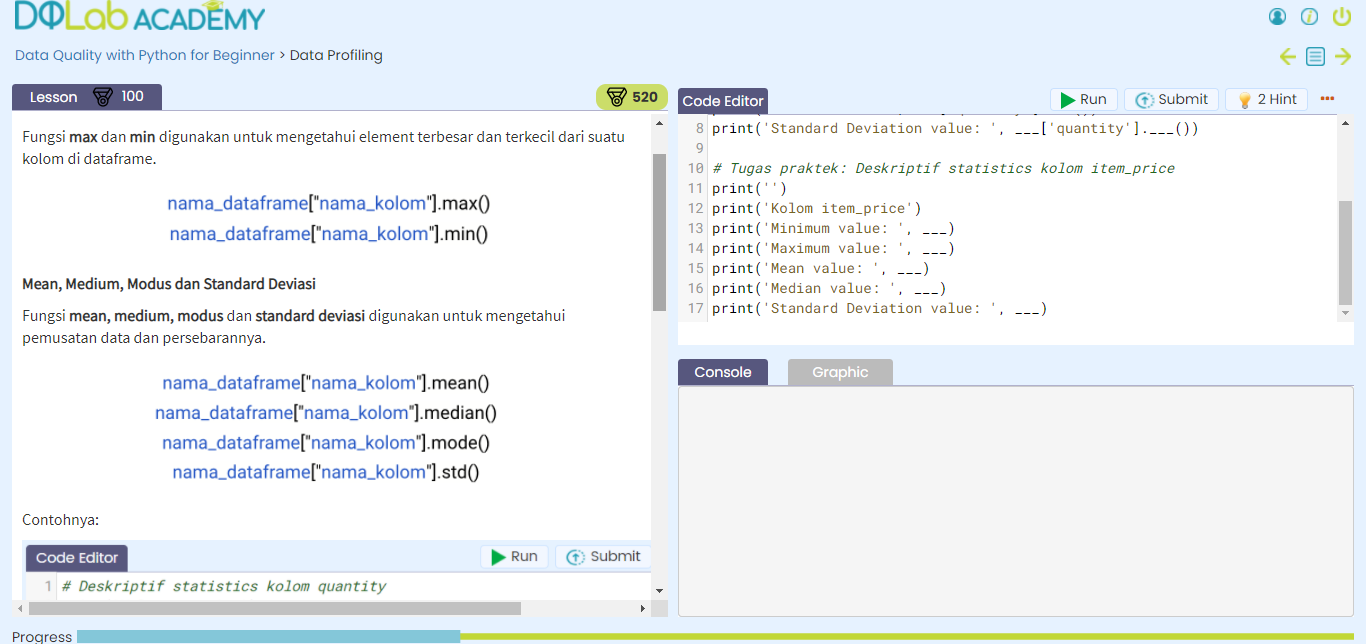 DQLab ACADEMY
Data Quality with Python for Beginner > Data Profiling
Lesson 100
520
Fungsi max dan min digunakan untuk mengetahui element terbesar dan terkecil dari suatu
kolom di dataframe.
nama_dataframe["nama_kolom"].max()
nama_dataframe["nama_kolom"].min()
Mean, Medium, Modus dan Standard Deviasi
Fungsi mean, medium, modus dan standard deviasi digunakan untuk mengetahui
pemusatan data dan persebarannya.
nama_dataframe["nama_kolom"].mean()
nama_dataframe["nama_kolom"].median()
nama_dataframe["nama_kolom"].mode()
nama_dataframe["nama_kolom"].std()
Contohnya:
Code Editor Run Submit
1 # Deskriptif statistics kolom quantity
Code Editor Run Submit 2 Hint
8 print('Standard Deviation value: ', ___['quantity'].___())
9
10 # Tugas praktek: Deskriptif statistics kolom item_price
11 print('')
12 print('Kolom item_price')
13 print('Minimum value: ', ___)
14 print('Maximum value: ', ___)
15 print('Mean value: ', ___)
16 print('Median value: ', ___)
17 print('Standard Deviation value: ', ___)
Console Graphic
Progress